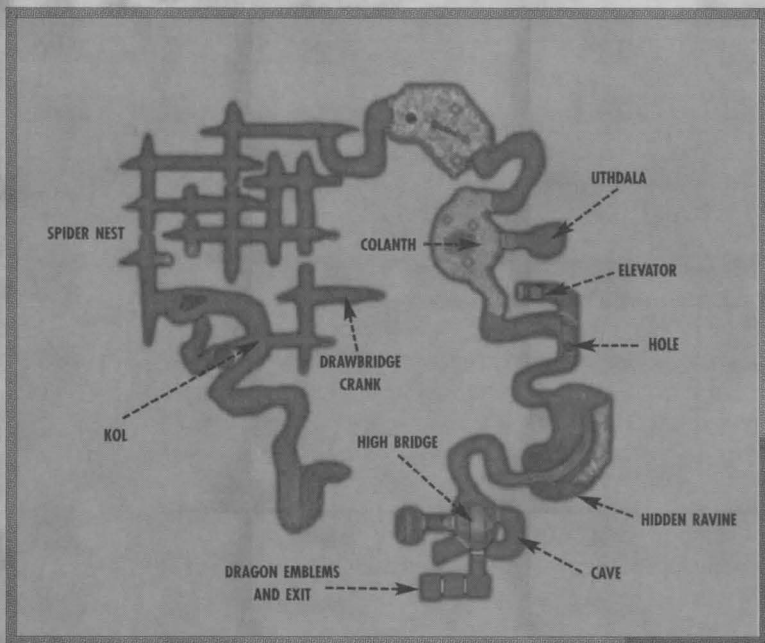 UTHDALA
SPIDER NEST
COLANTH
ELEVATOR
HOLE
DRAWBRIDGE
CRANK
KOL
HIGH BRIDGE
HIDDEN RAVINE
DRAGON EMBLEMS
AND EXIT
CAVE